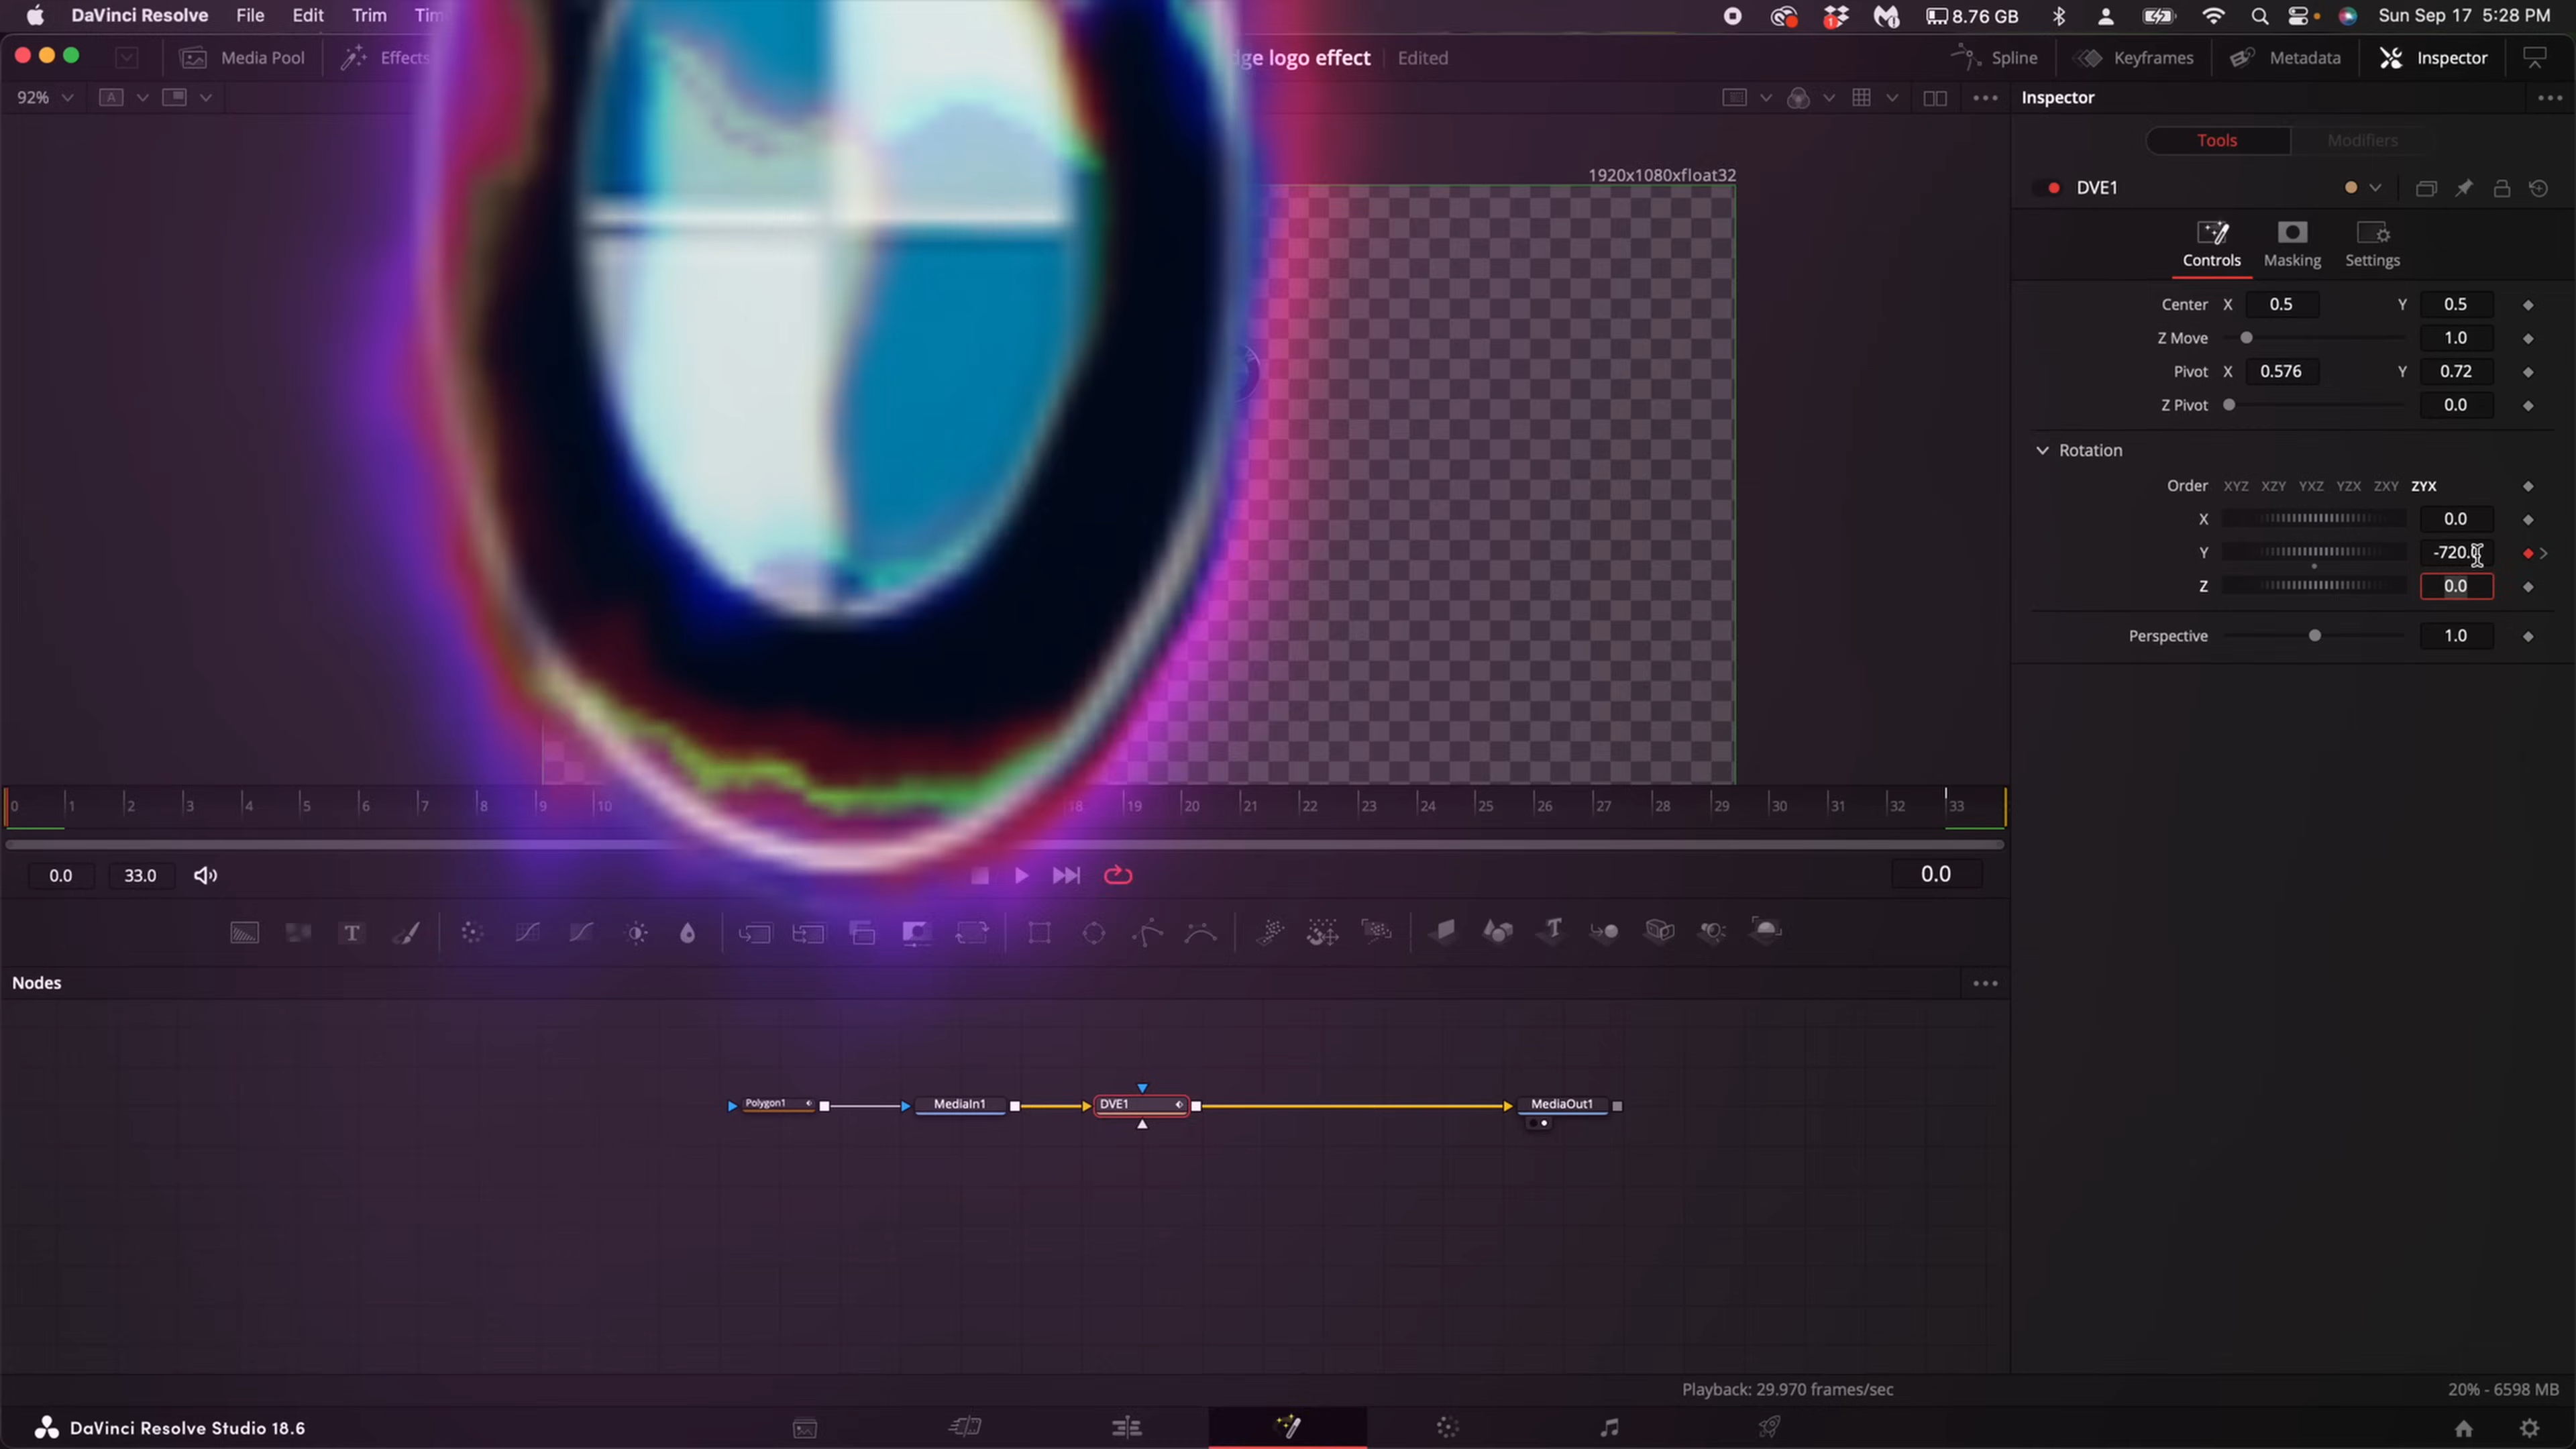 DaVinci Resolve File Edit Trim 8.76 GB Sun Sep 17 5:28 PM
Media Pool Effects logo effect Edited Spline Keyframes Metadata Inspector
92% A Inspector
Tools Modifiers
1920x1080xfloat32
DVE1
Controls Masking Settings
Center X 0.5 Y 0.5
Z Move 1.0
Pivot X 0.576 Y 0.72
Z Pivot 0.0
Rotation
Order XYZ XZY YXZ YZX ZXY ZYX
X 0.0
Y -720.0
Z 0.0
Perspective 1.0
0 1 2 3 4 5 6 7 8 9 10 18 19 20 21 22 23 24 25 26 27 28 29 30 31 32 33
0.0 33.0 0.0
T T
Nodes
Polygon1 MediaIn1 DVE1 MediaOut1
Playback: 29.970 frames/sec 20% - 6598 MB
DaVinci Resolve Studio 18.6